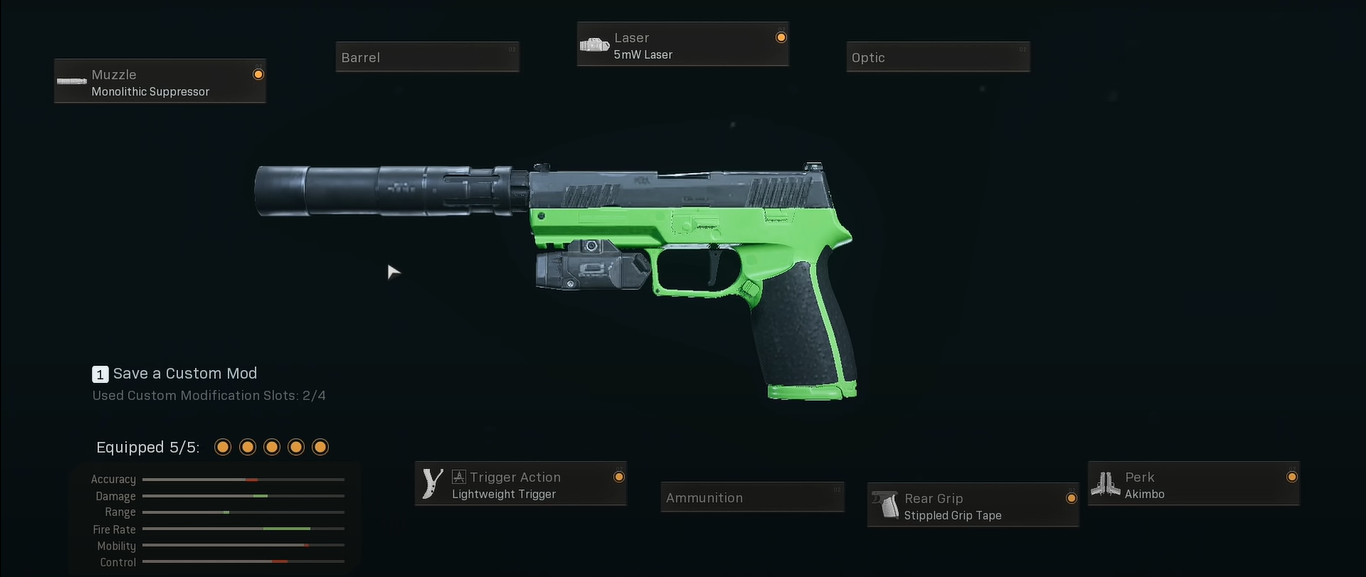 Laser
5mW Laser
Barrel
Optic
Muzzle
Monolithic Suppressor
1 Save a Custom Mod
Used Custom Modification Slots: 2/4
Equipped 5/5:
Accuracy
Damage
Range
Fire Rate
Mobility
Control
A Trigger Action
Lightweight Trigger
Ammunition
Rear Grip
Stippled Grip Tape
Perk
Akimbo